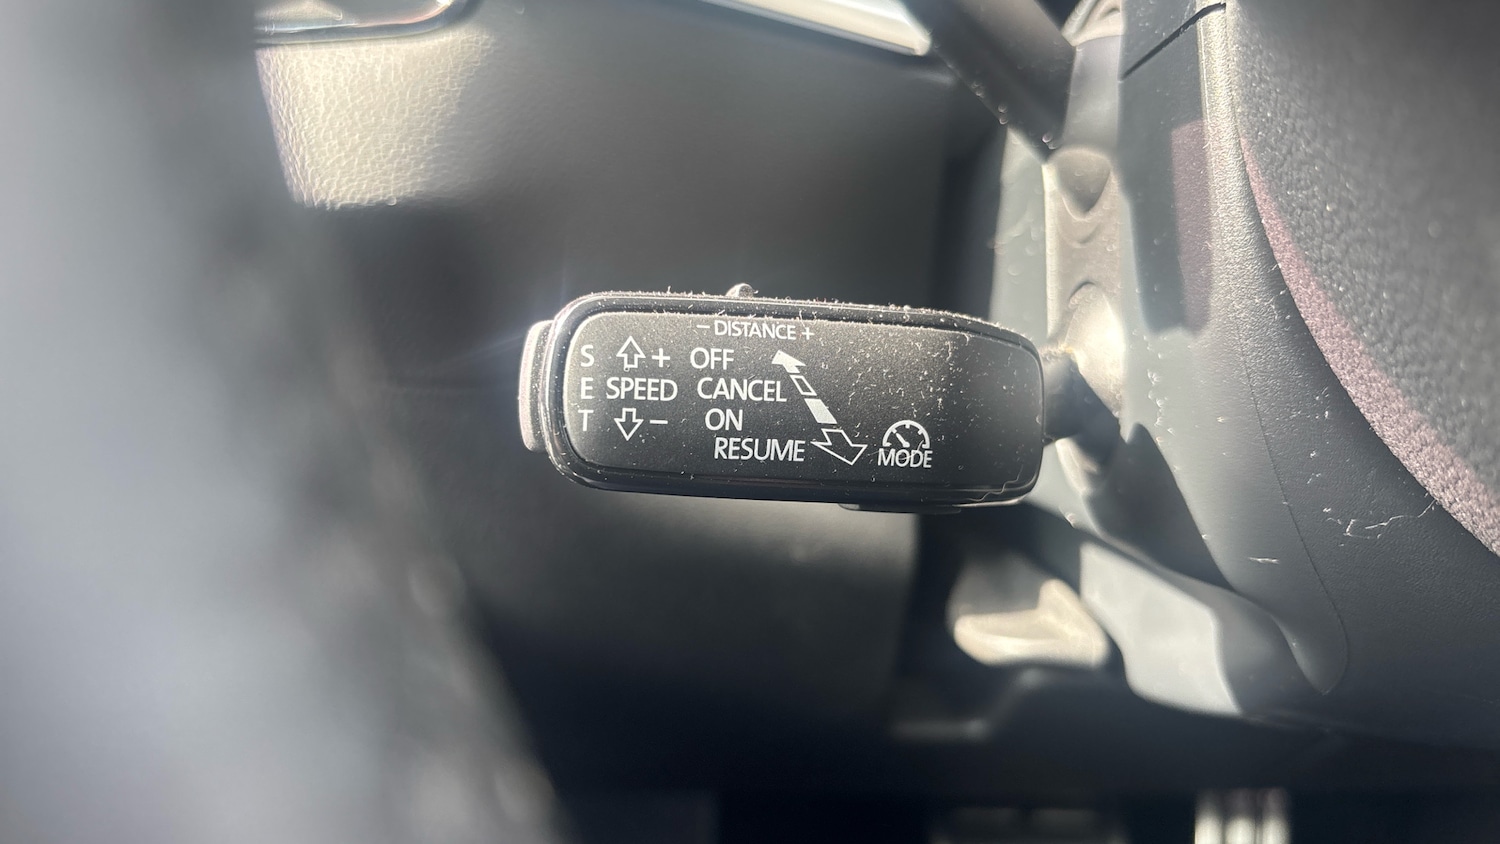 − DISTANCE +
S + OFF
E SPEED CANCEL
T − ON
RESUME
MODE